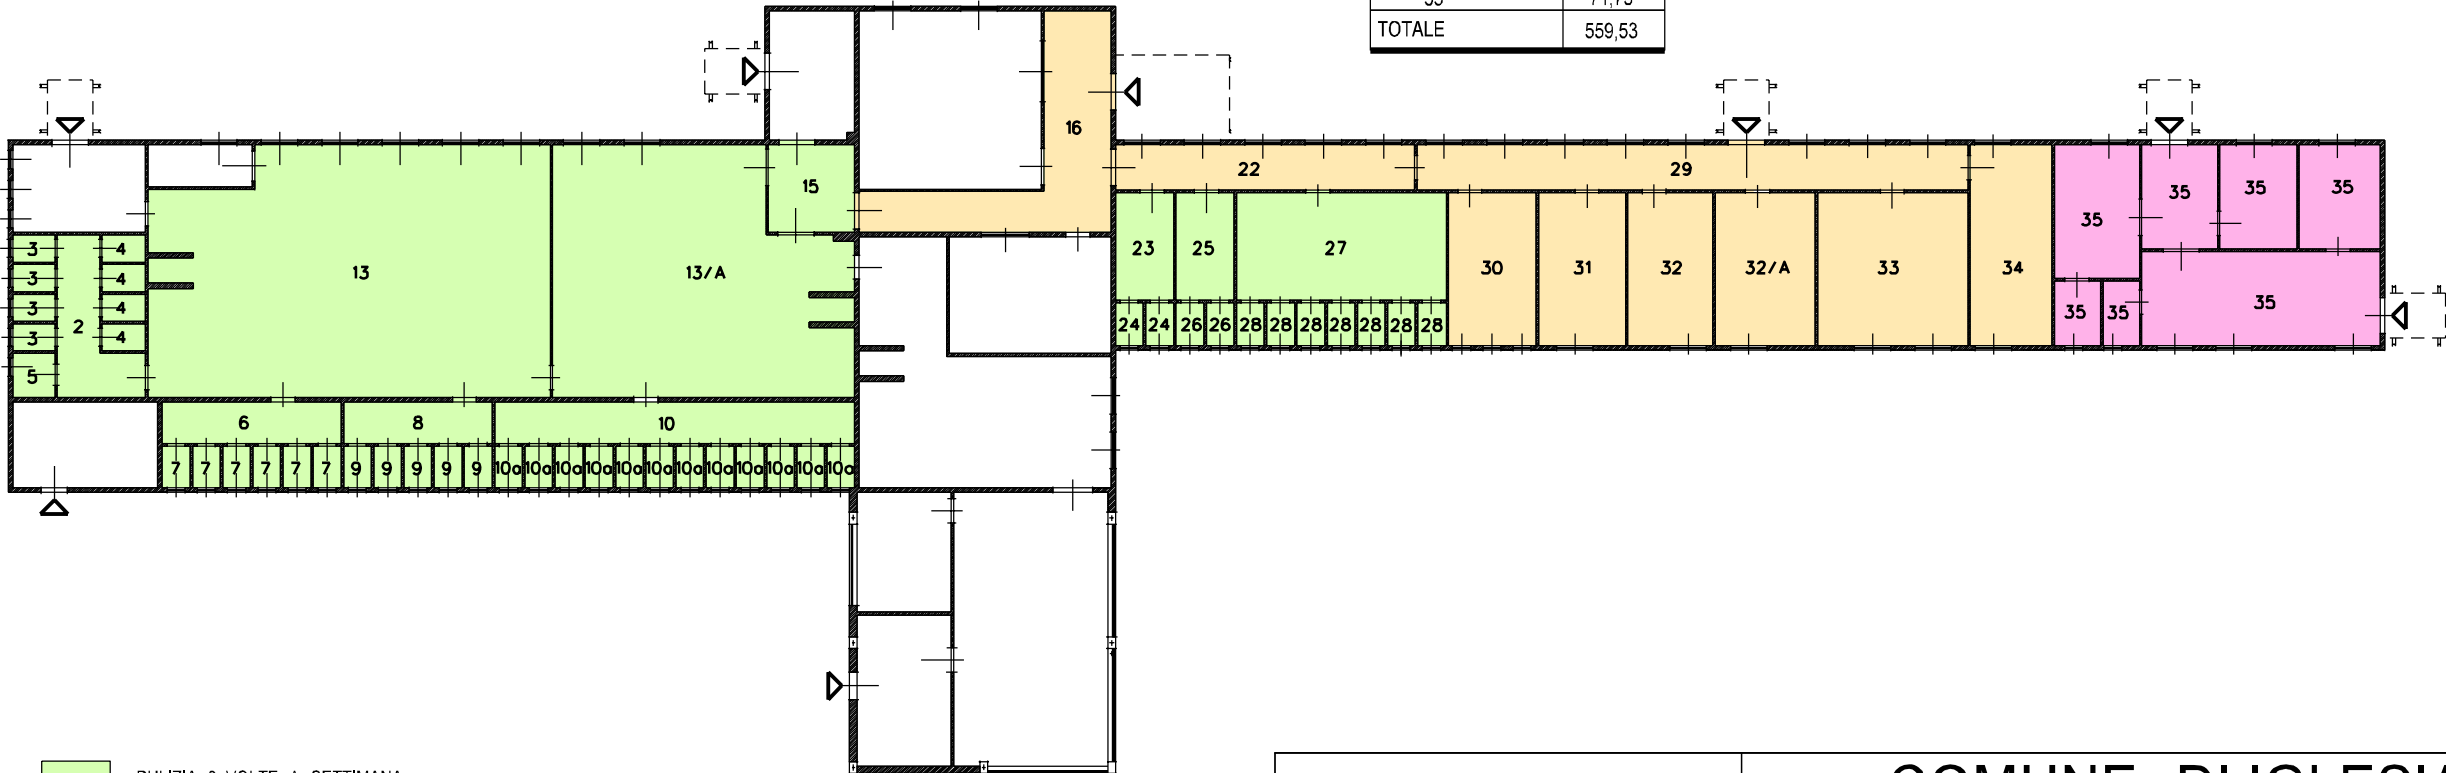 TOTALE 559,53
16
15 22 29 35 35 35 35
3 4 13 13/A 23 25 27 30 31 32 32/A 33 34
3 4
3 4 2 24 24 26 26 28 28 28 28 28 28 28 35 35 35
3 4
5
6 8 10
7 7 7 7 7 7 9 9 9 9 9 10a 10a 10a 10a 10a 10a 10a 10a 10a 10a 10a 10a
VOLTE A SETTIMANA
COMUNE